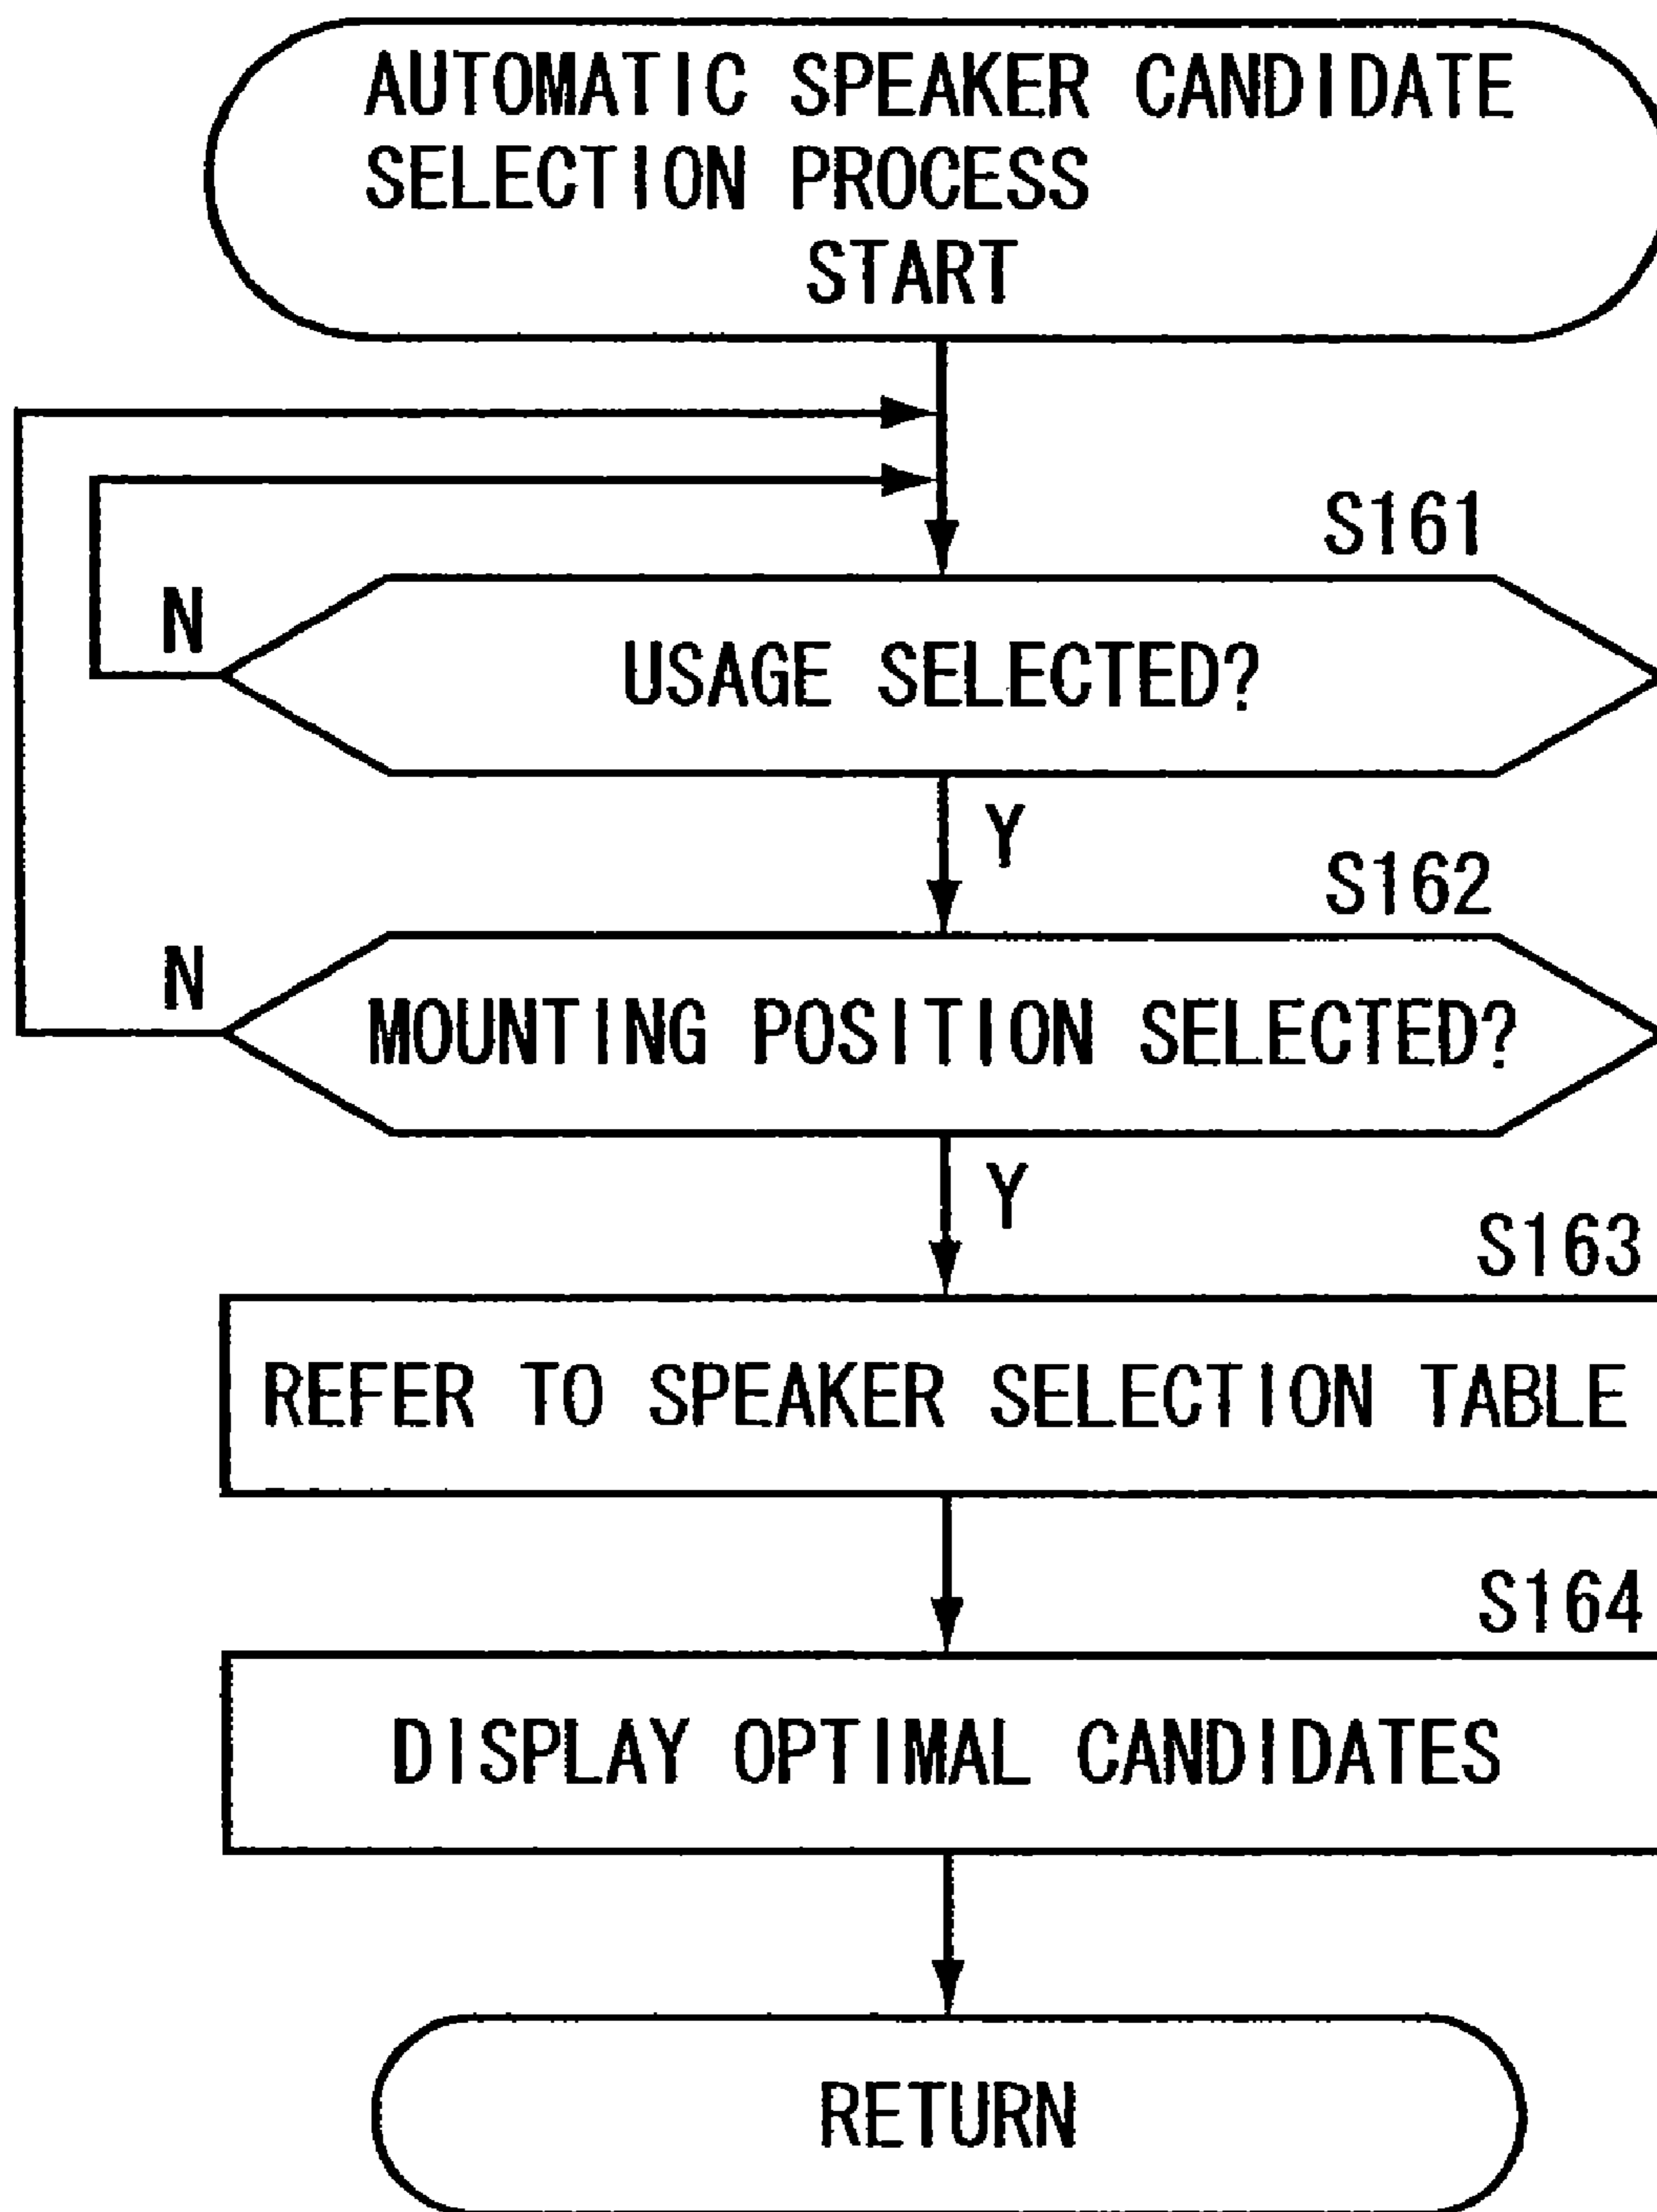 AUTOMATIC SPEAKER CANDIDATE
SELECTION PROCESS
START
S161
N
USAGE SELECTED?
Y
S162
N
MOUNTING POSITION SELECTED?
Y
S163
REFER TO SPEAKER SELECTION TABLE
S164
DISPLAY OPTIMAL CANDIDATES
RETURN